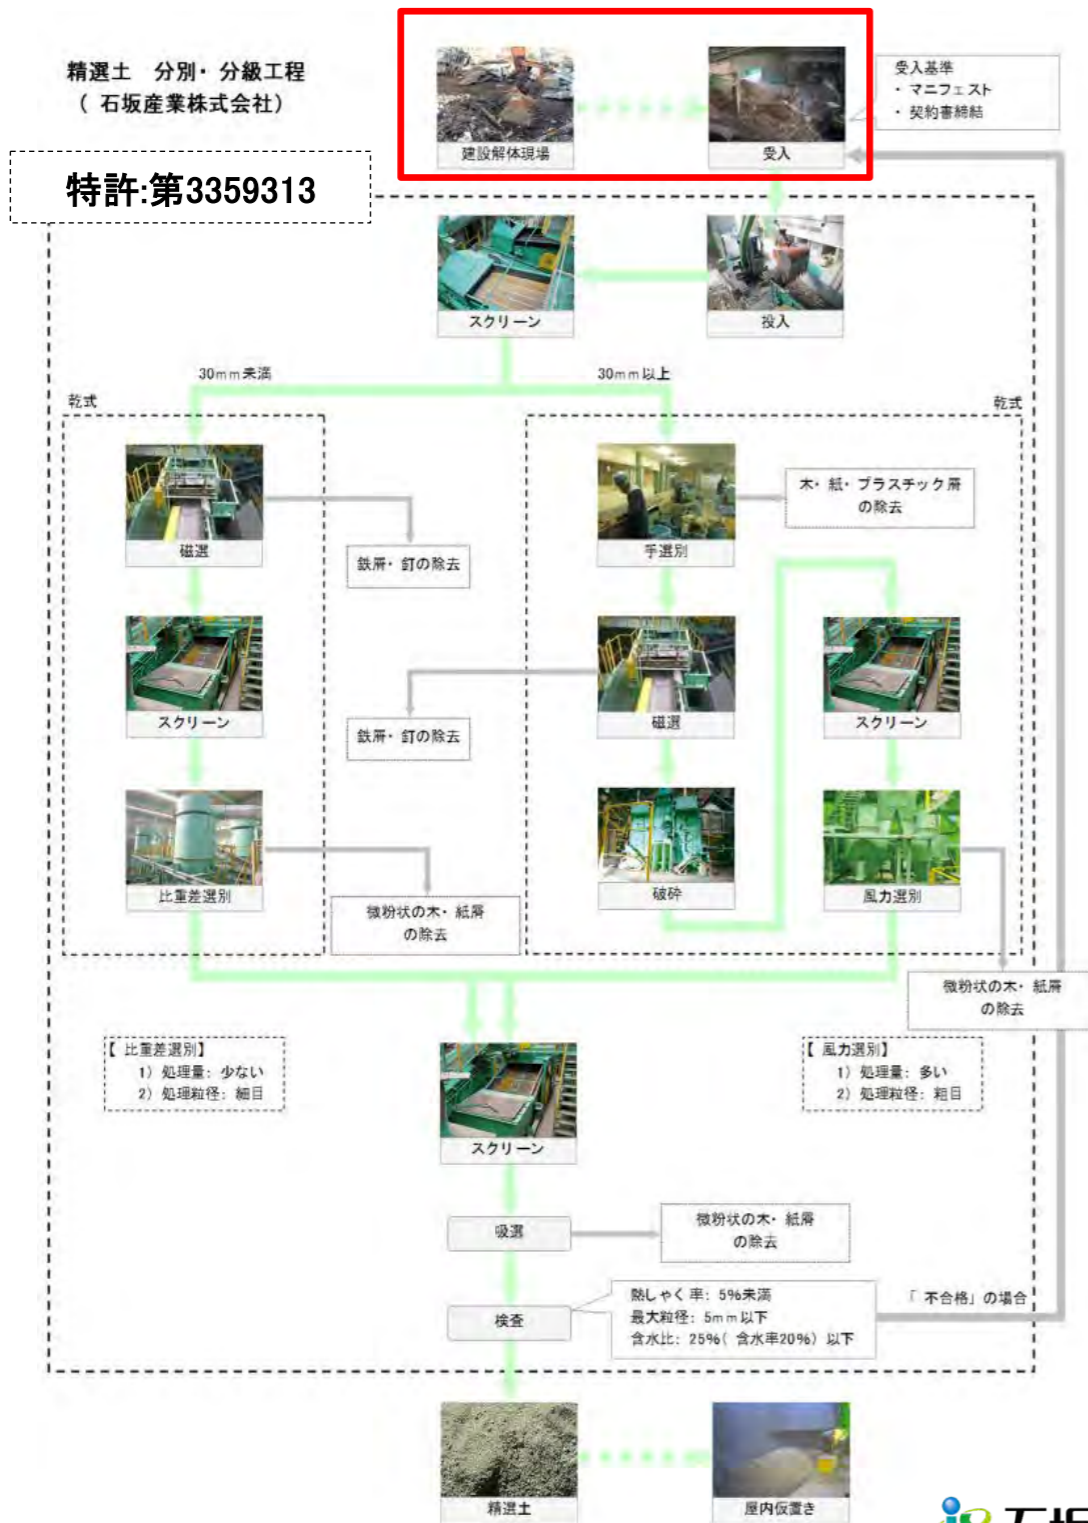 精選土 分別・分級工程
（ 石坂産業株式会社）
特許:第3359313
建設解体現場
受入
受入基準
・ マニフェスト
・ 契約書締結
スクリーン
投入
30mm未満
30mm以上
乾式
乾式
磁選
鉄屑・ 釘の除去
手選別
木・ 紙・ プラスチック屑
の除去
スクリーン
鉄屑・ 釘の除去
磁選
スクリーン
比重差選別
微粉状の木・ 紙屑
の除去
破砕
風力選別
微粉状の木・ 紙屑
の除去
【 比重差選別】
1） 処理量: 少ない
2） 処理粒径: 細目
【 風力選別】
1） 処理量: 多い
2） 処理粒径: 粗目
スクリーン
吸選
微粉状の木・ 紙屑
の除去
検査
熱しゃく 率: 5%未満
最大粒径: 5mm以下
含水比: 25%( 含水率20%) 以下
「 不合格」の場合
精選土
屋内仮置き
石坂